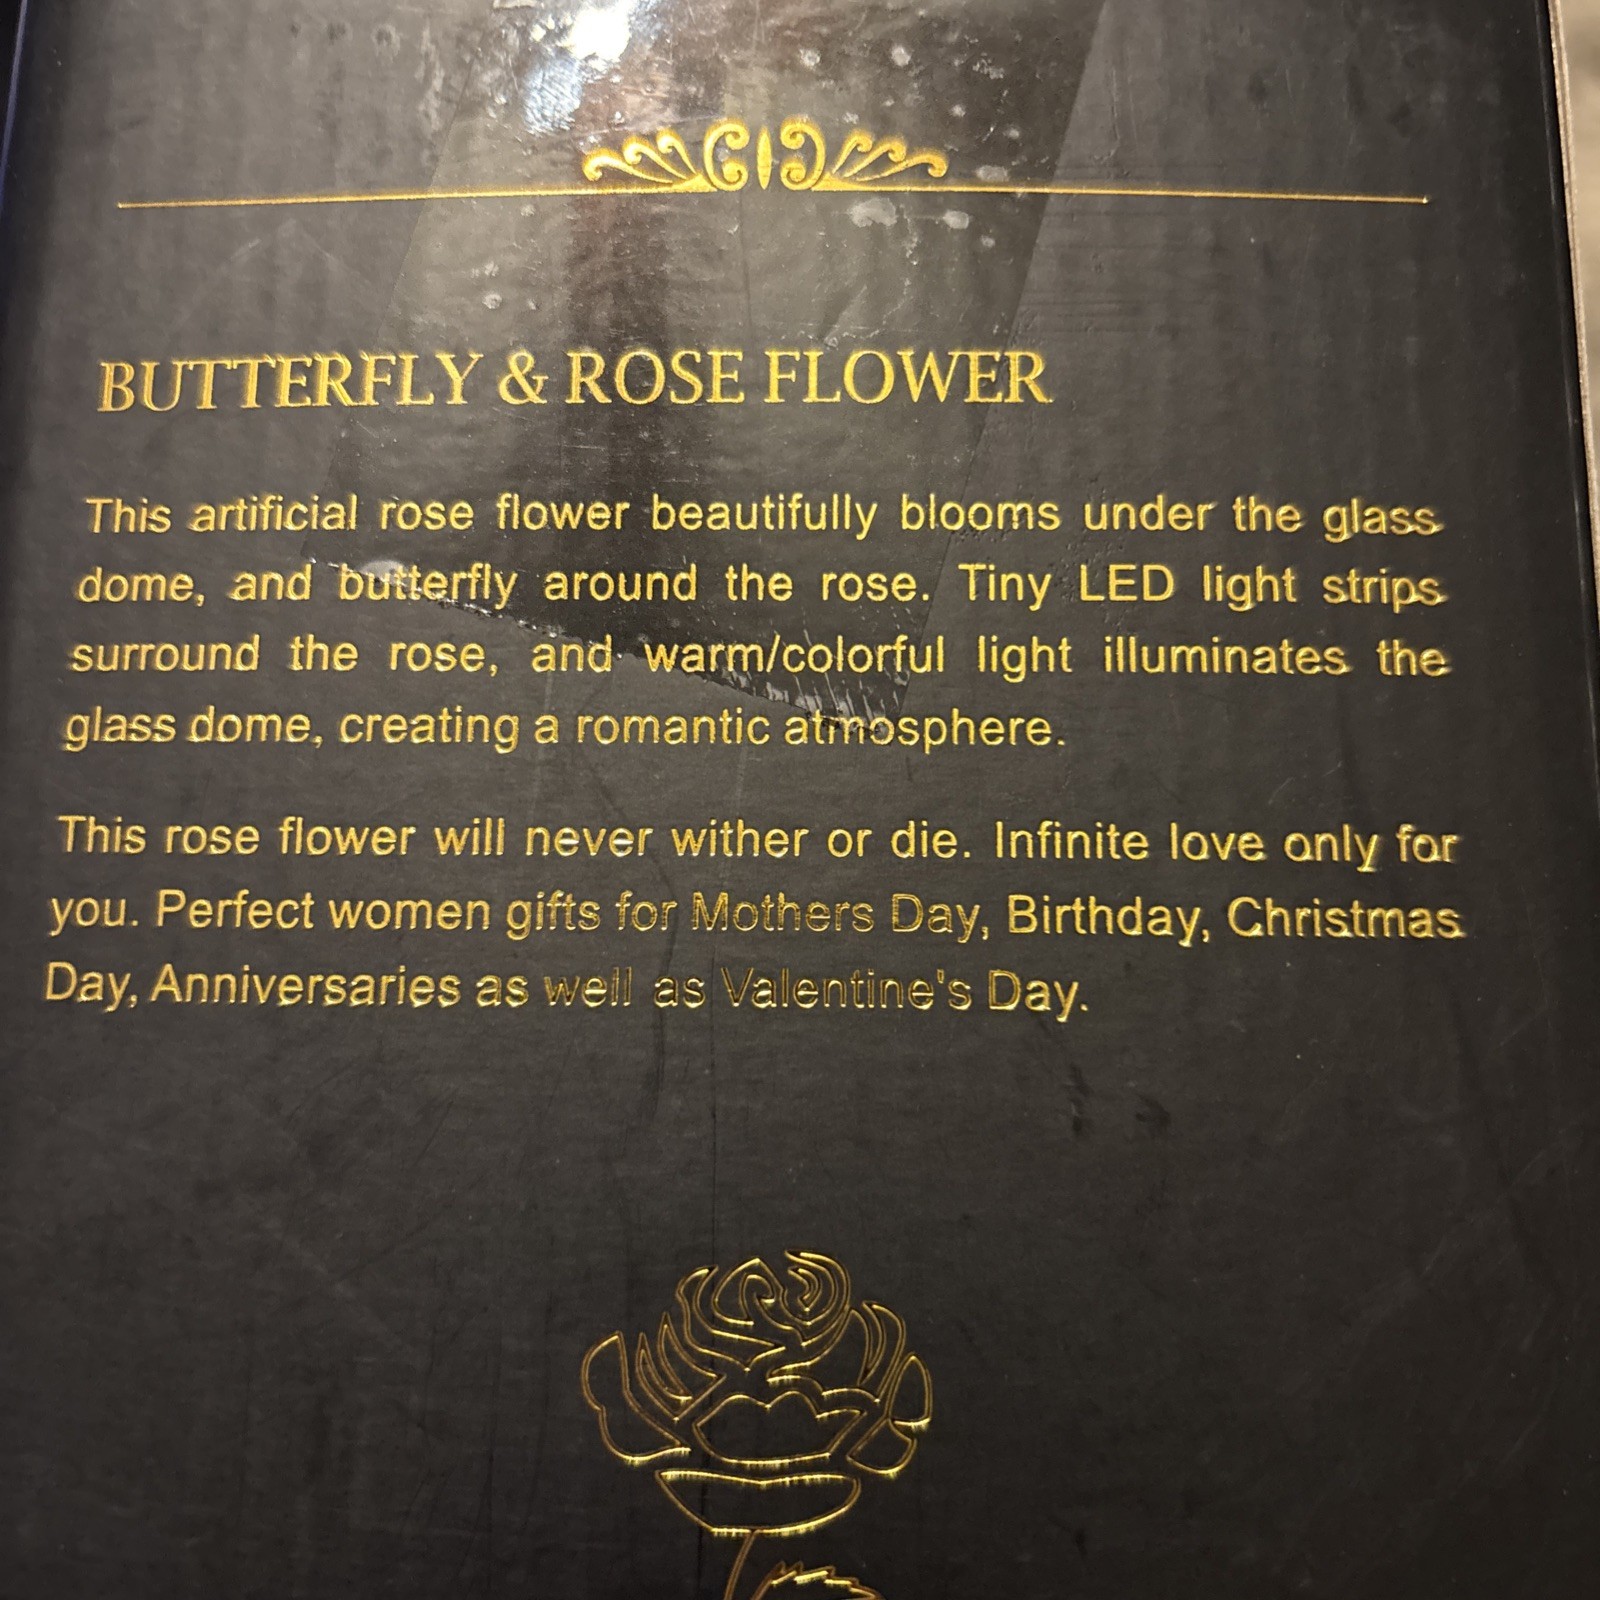 BUTTERFLY & ROSE FLOWER
This artificial rose flower beautifully blooms under the glass
dome, and butterfly around the rose. Tiny LED light strips
surround the rose, and warm/colorful light illuminates the
glass dome, creating a romantic atmosphere.
This rose flower will never wither or die. Infinite love only for
you. Perfect women gifts for Mothers Day, Birthday, Christmas
Day, Anniversaries as well as Valentine's Day.